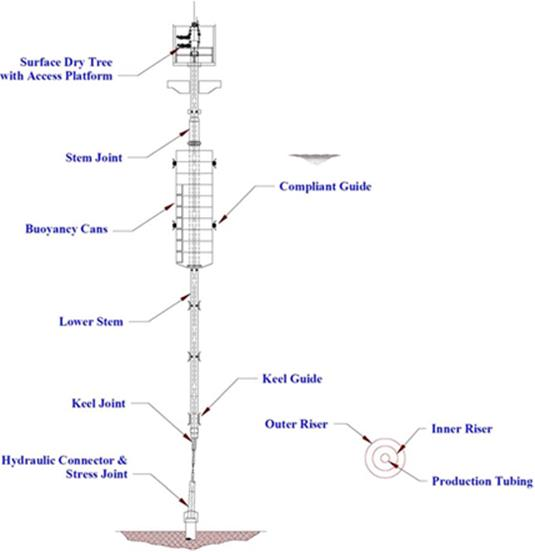 Surface Dry Tree
with Access Platform
Stem Joint
Compliant Guide
Buoyancy Cans
Lower Stem
Keel Guide
Keel Joint
Outer Riser
Inner Riser
Hydraulic Connector &
Stress Joint
Production Tubing